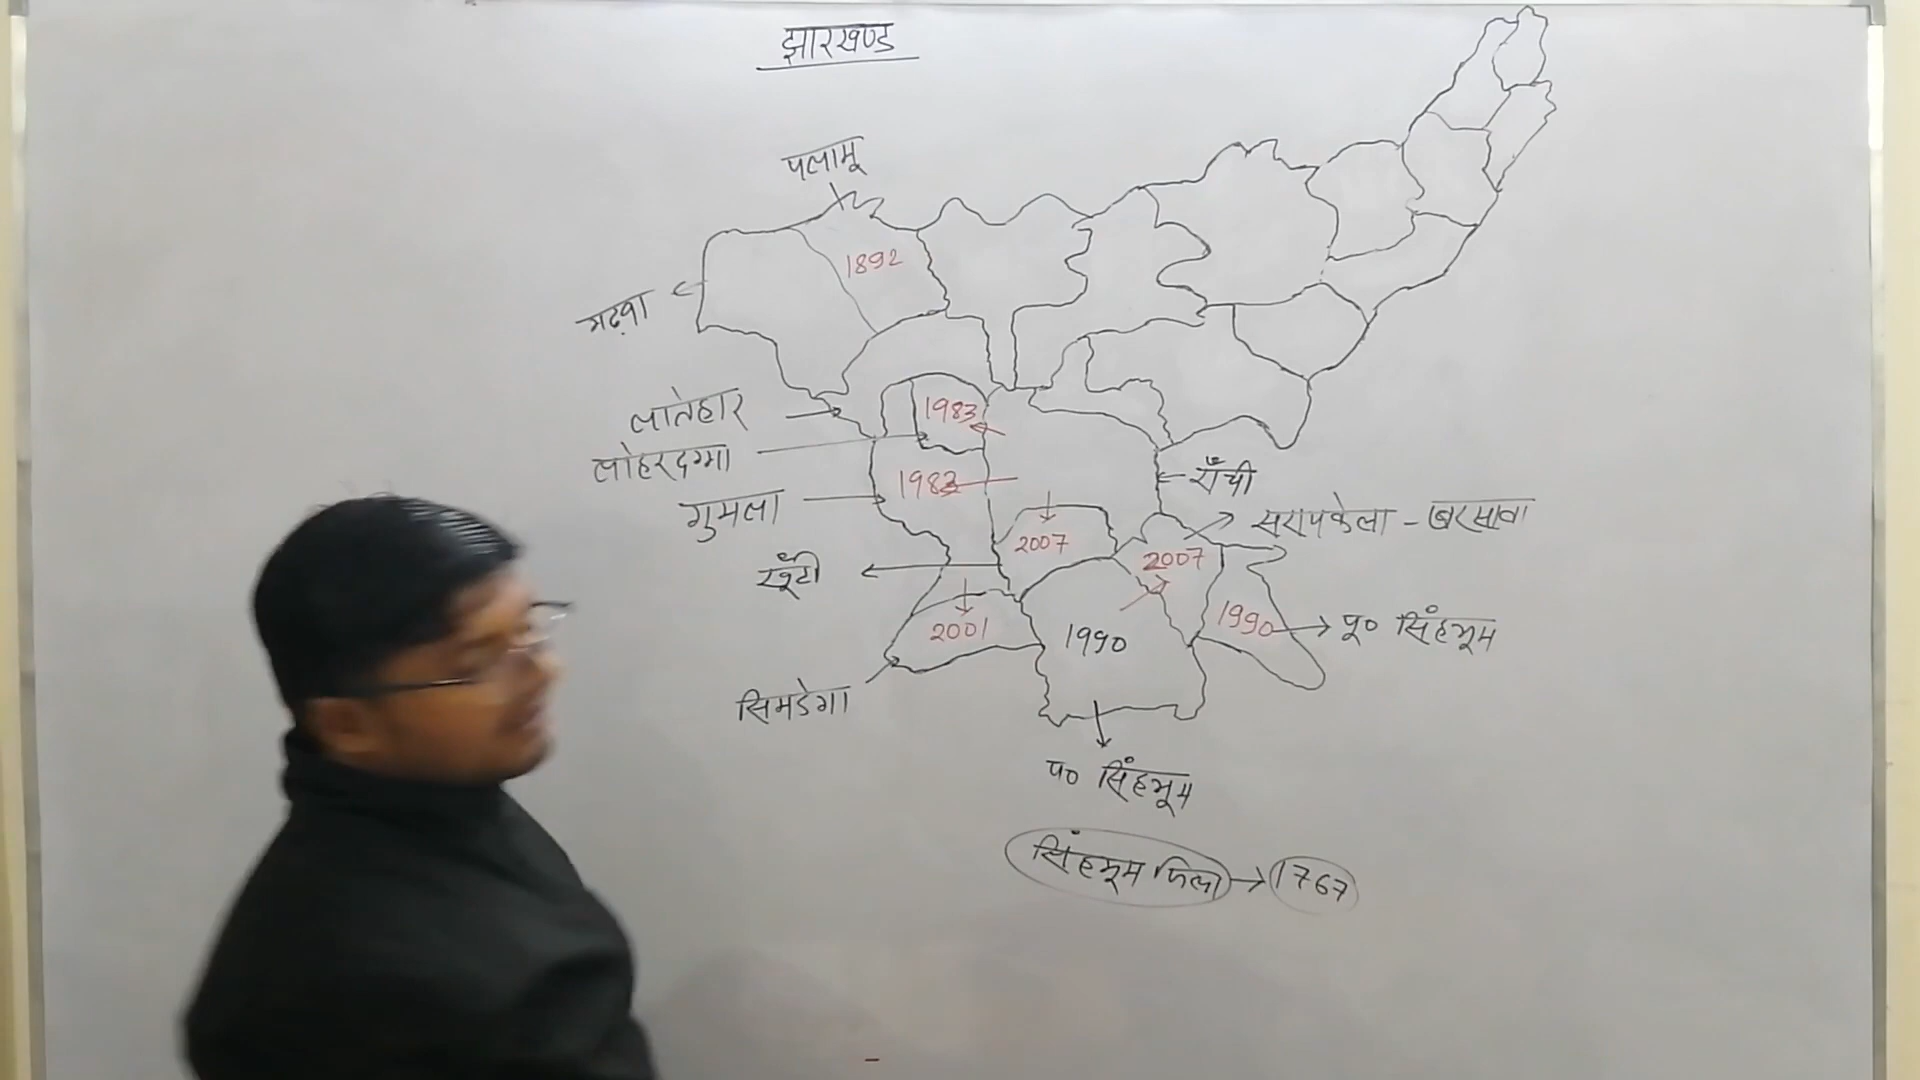 झारखण्ड
पलामू
1892
गढ़वा
लातेहार
1983
लोहरदग्गा
1983
राँची
गुमला
सरायकेला - खरसावा
2007
2007
खूँटी
1990
पू० सिंहभूम
2001
1990
सिमडेगा
प० सिंहभूम
सिंहभूम जिला → 1767